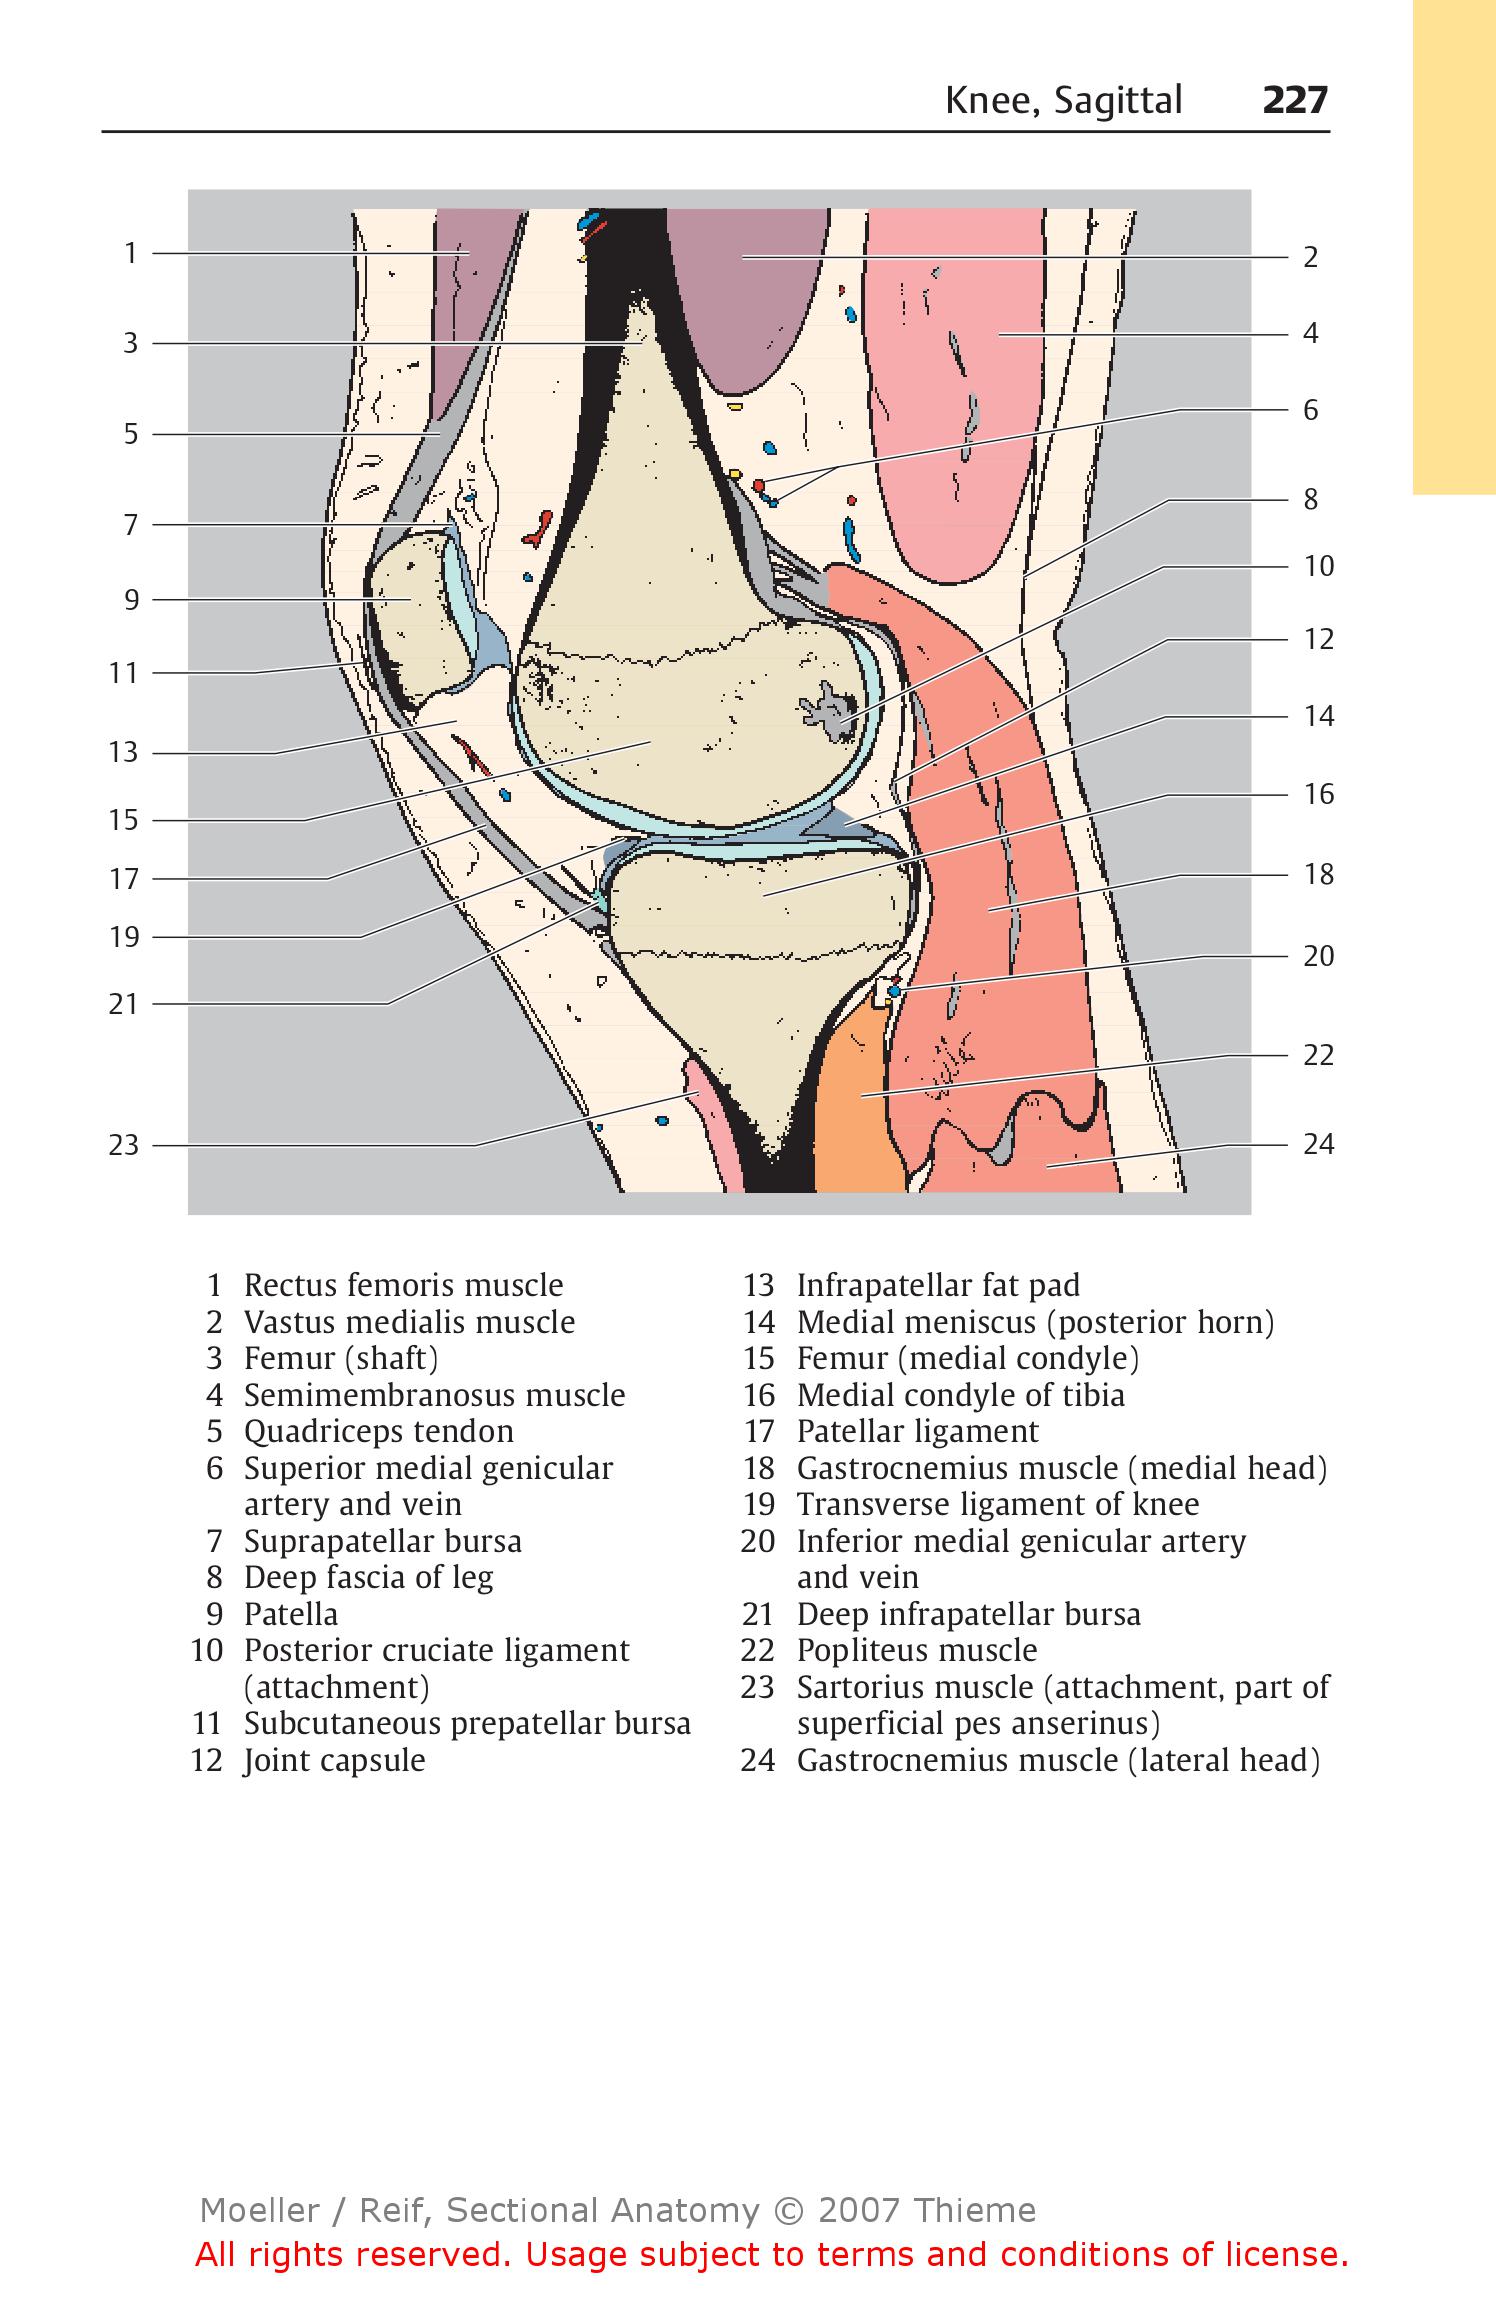 Knee, Sagittal 227
1
2
3
4
5
6
7
8
9
10
11
12
13
14
15
16
17
18
19
20
21
22
23
24
1 Rectus femoris muscle
2 Vastus medialis muscle
3 Femur (shaft)
4 Semimembranosus muscle
5 Quadriceps tendon
6 Superior medial genicular
artery and vein
7 Suprapatellar bursa
8 Deep fascia of leg
9 Patella
10 Posterior cruciate ligament
(attachment)
11 Subcutaneous prepatellar bursa
12 Joint capsule
13 Infrapatellar fat pad
14 Medial meniscus (posterior horn)
15 Femur (medial condyle)
16 Medial condyle of tibia
17 Patellar ligament
18 Gastrocnemius muscle (medial head)
19 Transverse ligament of knee
20 Inferior medial genicular artery
and vein
21 Deep infrapatellar bursa
22 Popliteus muscle
23 Sartorius muscle (attachment, part of
superficial pes anserinus)
24 Gastrocnemius muscle (lateral head)
Moeller / Reif, Sectional Anatomy © 2007 Thieme
All rights reserved. Usage subject to terms and conditions of license.